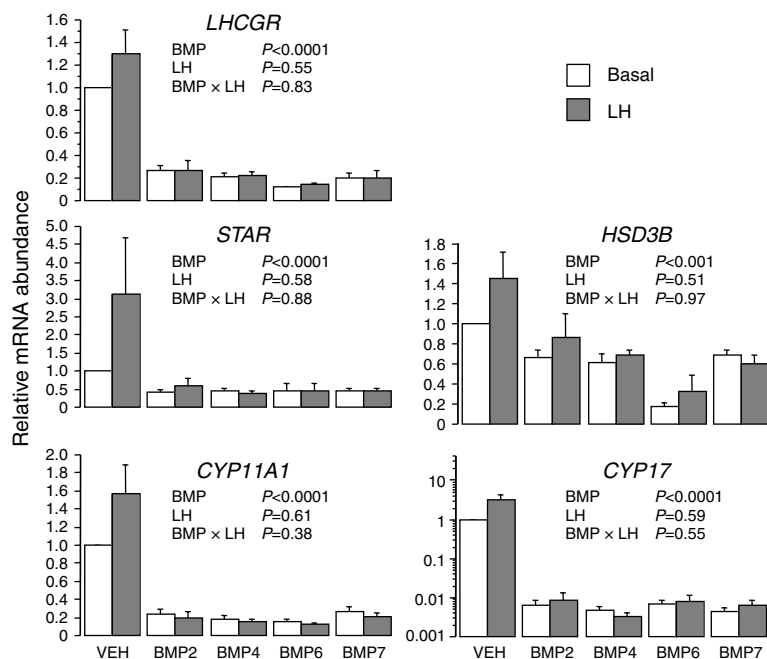 Relative mRNA abundance
LHCGR
BMP P<0.0001
LH P=0.55
BMP × LH P=0.83
1.6
1.4
1.2
1.0
0.8
0.6
0.4
0.2
0
Basal
LH
STAR
BMP P<0.0001
LH P=0.58
BMP × LH P=0.88
5.0
4.5
4.0
3.5
3.0
2.5
2.0
1.5
1.0
0.5
0
HSD3B
BMP P<0.001
LH P=0.51
BMP × LH P=0.97
1.8
1.6
1.4
1.2
1.0
0.8
0.6
0.4
0.2
0
CYP11A1
BMP P<0.0001
LH P=0.61
BMP × LH P=0.38
2.0
1.8
1.6
1.4
1.2
1.0
0.8
0.6
0.4
0.2
0
VEH BMP2 BMP4 BMP6 BMP7
CYP17
BMP P<0.0001
LH P=0.59
BMP × LH P=0.55
10
1
0.1
0.01
0.001
VEH BMP2 BMP4 BMP6 BMP7